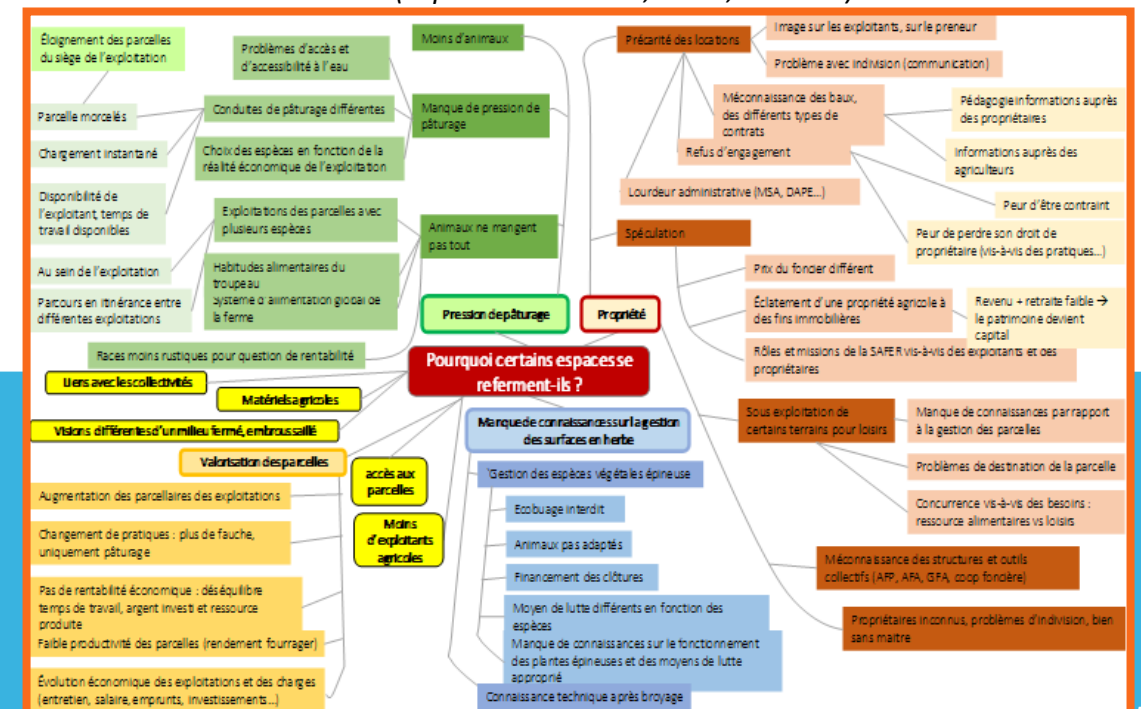 Éloignement des parcelles
du siège de l'exploitation
Parcelle morcelés
Chargement instantané
Disponibilité de
l'exploitant, temps de
travail disponibles
Au sein de l'exploitation
Parcours en itinérance entre
différentes exploitations
Problèmes d'accès et
d'accessibilité à l'eau
Conduites de pâturage différentes
Choix des espèces en fonction de la
réalité économique de l'exploitation
Exploitations des parcelles avec
plusieurs espèces
Habitudes alimentaires du
troupeau
Système d'alimentation global de
la ferme
Races moins rustiques pour question de rentabilité
Moins d'animaux
Manque de pression de
pâturage
Animaux ne mangent
pas tout
Pression de pâturage
Propriété
Pourquoi certains espaces se
referment-ils ?
Précarité des locations
Image sur les exploitants, sur le preneur
Problème avec indivision (communication)
Méconnaissance des baux,
des différents types de
contrats
Refus d'engagement
Lourdeur administrative (MSA, DAPE...)
Pédagogie informations auprès
des propriétaires
Informations auprès des
agriculteurs
Peur d'être contraint
Peur de perdre son droit de
propriétaire (vis-à-vis des pratiques...)
Spéculation
Prix du foncier différent
Éclatement d'une propriété agricole à
des fins immobilières
Revenu + retraite faible →
le patrimoine devient
capital
Rôles et missions de la SAFER vis-à-vis des exploitants et des
propriétaires
Sous exploitation de
certains terrains pour loisirs
Manque de connaissances par rapport
à la gestion des parcelles
Problèmes de destination de la parcelle
Concurrence vis-à-vis des besoins :
ressource alimentaires vs loisirs
Méconnaissance des structures et outils
collectifs (AFP, AFA, GFA, coop foncière)
Propriétaires inconnus, problèmes d'indivision, bien
sans maitre
Liens avec les collectivités
Matériels agricoles
Visions différentes d'un milieu fermé, embroussaillé
Valorisation des parcelles
accès aux
parcelles
Moins
d'exploitants
agricoles
Augmentation des parcellaires des exploitations
Changement de pratiques : plus de fauche,
uniquement pâturage
Pas de rentabilité économique : déséquilibre
temps de travail, argent investi et ressource
produite
Faible productivité des parcelles (rendement fourrager)
Évolution économique des exploitations et des charges
(entretien, salaire, emprunts, investissements...)
Manque de connaissances sur la gestion
des surfaces en herbe
'Gestion des espèces végétales épineuse
Ecobuage interdit
Animaux pas adaptés
Financement des clôtures
Moyen de lutte différents en fonction des
espèces
Manque de connaissances sur le fonctionnement
des plantes épineuses et des moyens de lutte
approprié
Connaissance technique après broyage